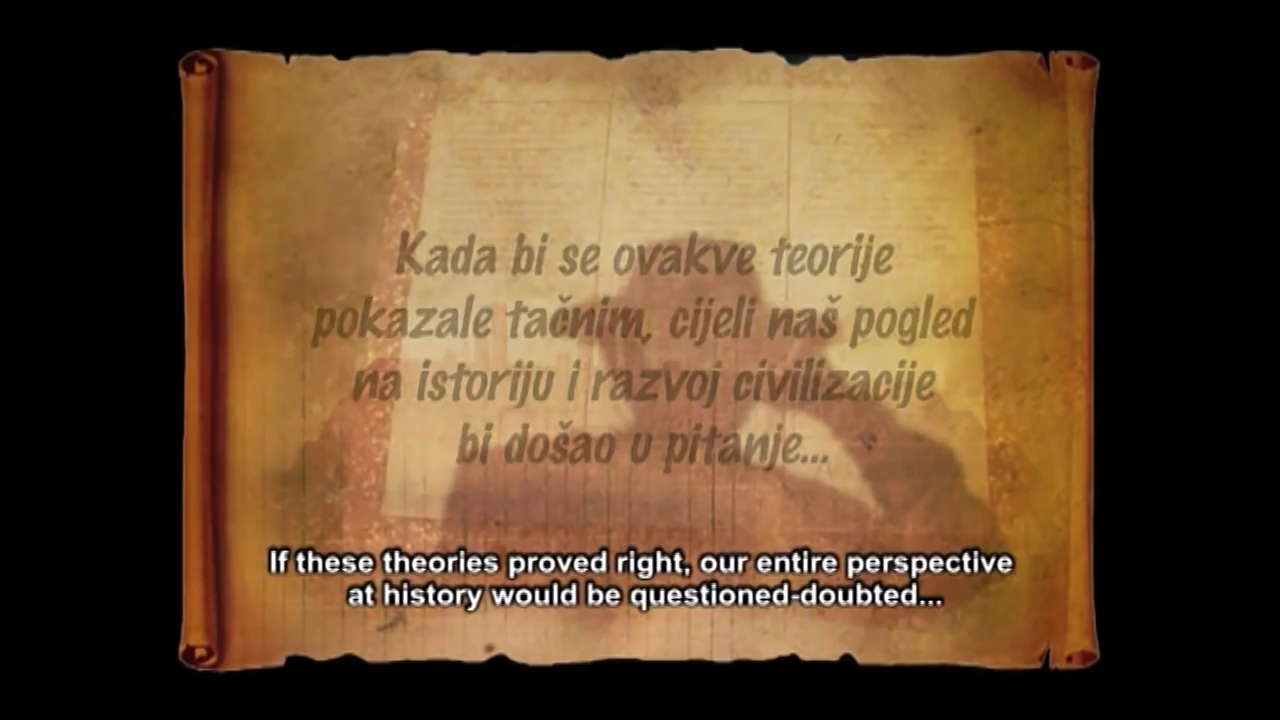 Kada bi se ovakve teorije
pokazale tačnim, cijeli naš pogled
na istoriju i razvoj civilizacije
bi došao u pitanje...
If these theories proved right, our entire perspective
at history would be questioned-doubted...